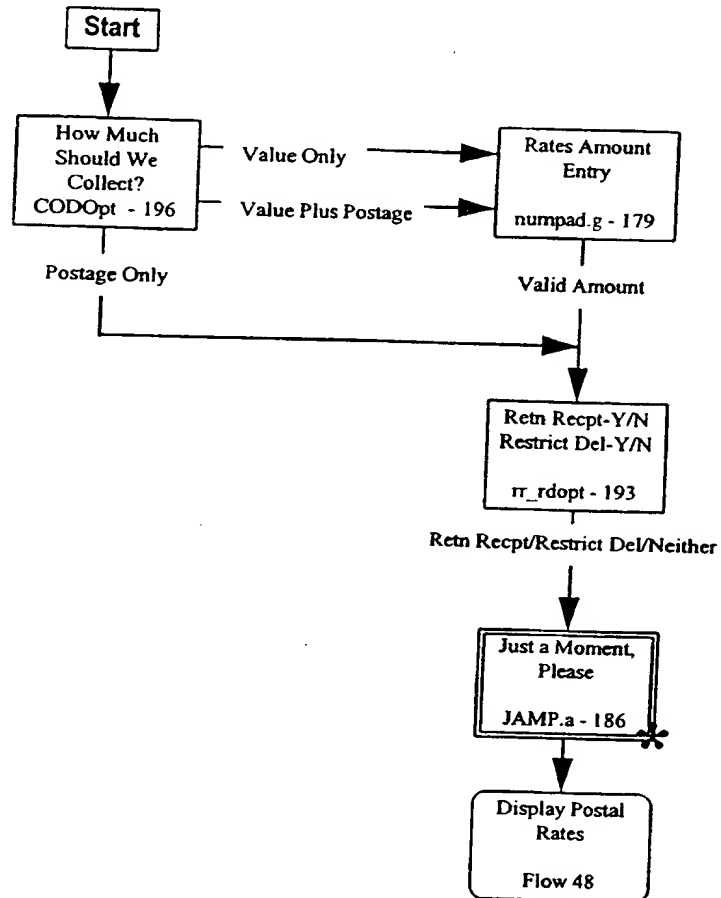 Start
How Much
Should We
Collect?
CODOpt - 196
Value Only
Value Plus Postage
Rates Amount
Entry
numpad.g - 179
Postage Only
Valid Amount
Retn Recpt-Y/N
Restrict Del-Y/N
rr_rdopt - 193
Retn Recpt/Restrict Del/Neither
Just a Moment,
Please
JAMP.a - 186
Display Postal
Rates
Flow 48